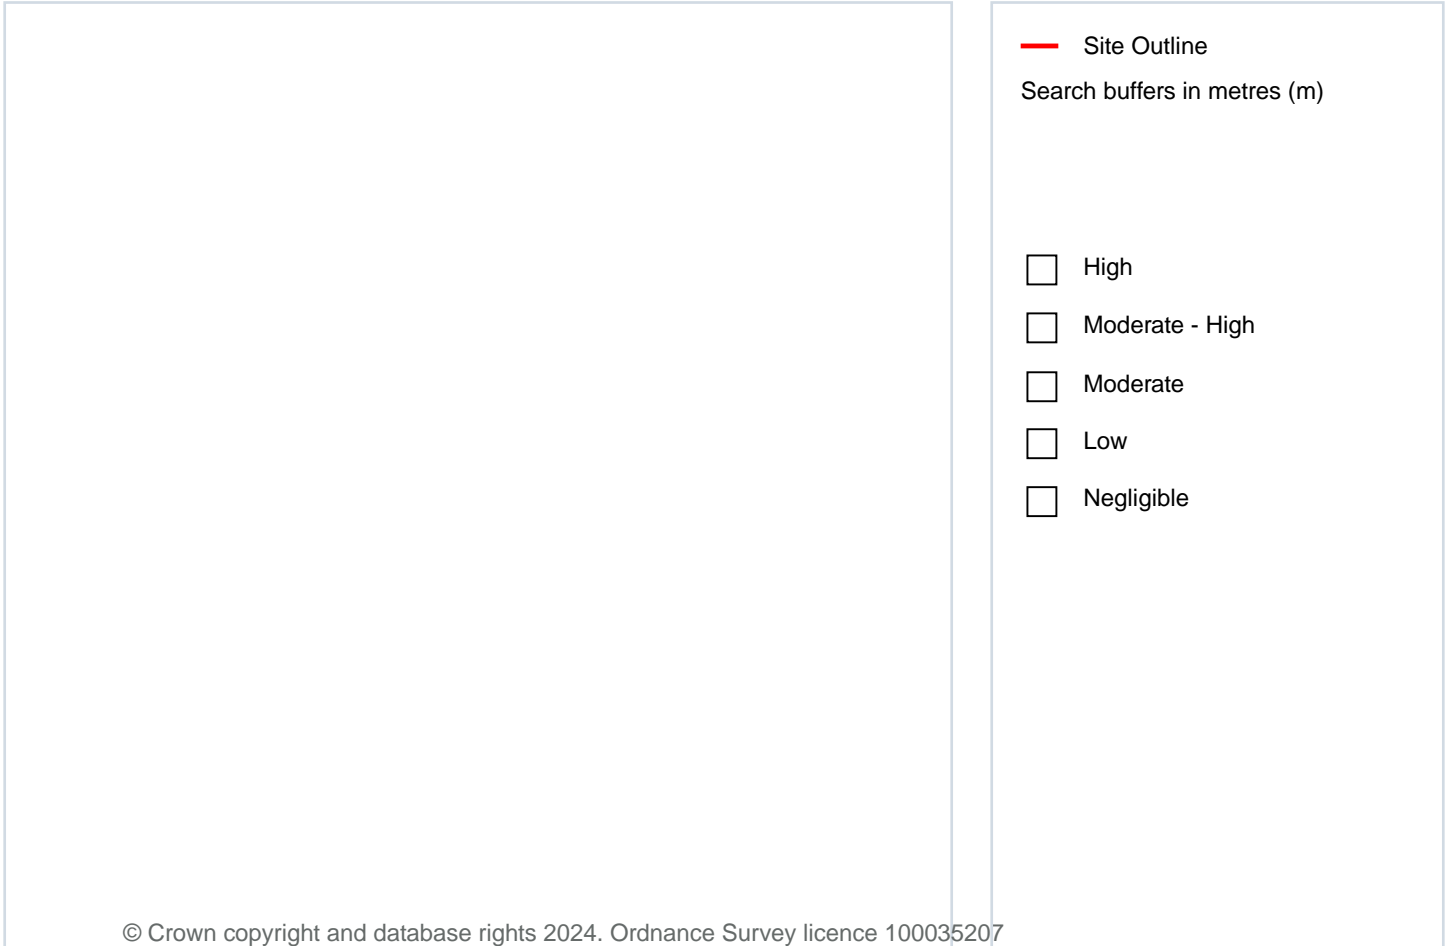 Site Outline
Search buffers in metres (m)
High
Moderate - High
Moderate
Low
Negligible
© Crown copyright and database rights 2024. Ordnance Survey licence 100035207